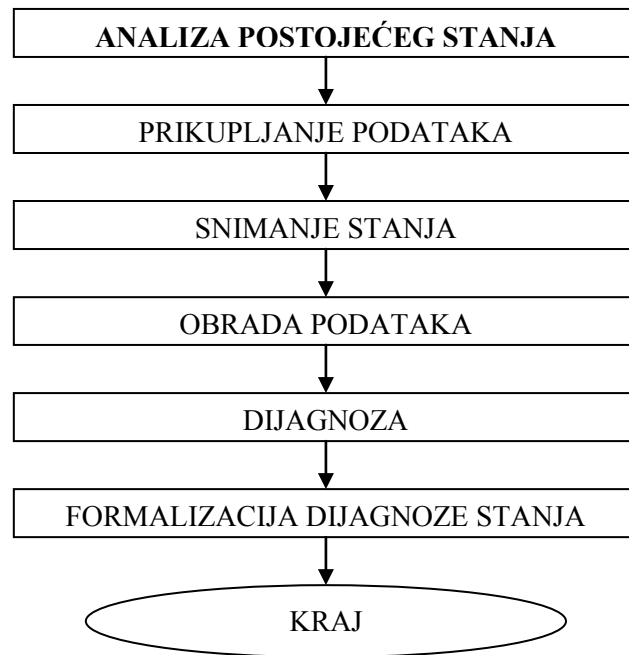 ANALIZA POSTOJEĆEG STANJA
PRIKUPLJANJE PODATAKA
SNIMANJE STANJA
OBRADA PODATAKA
DIJAGNOZA
FORMALIZACIJA DIJAGNOZE STANJA
KRAJ